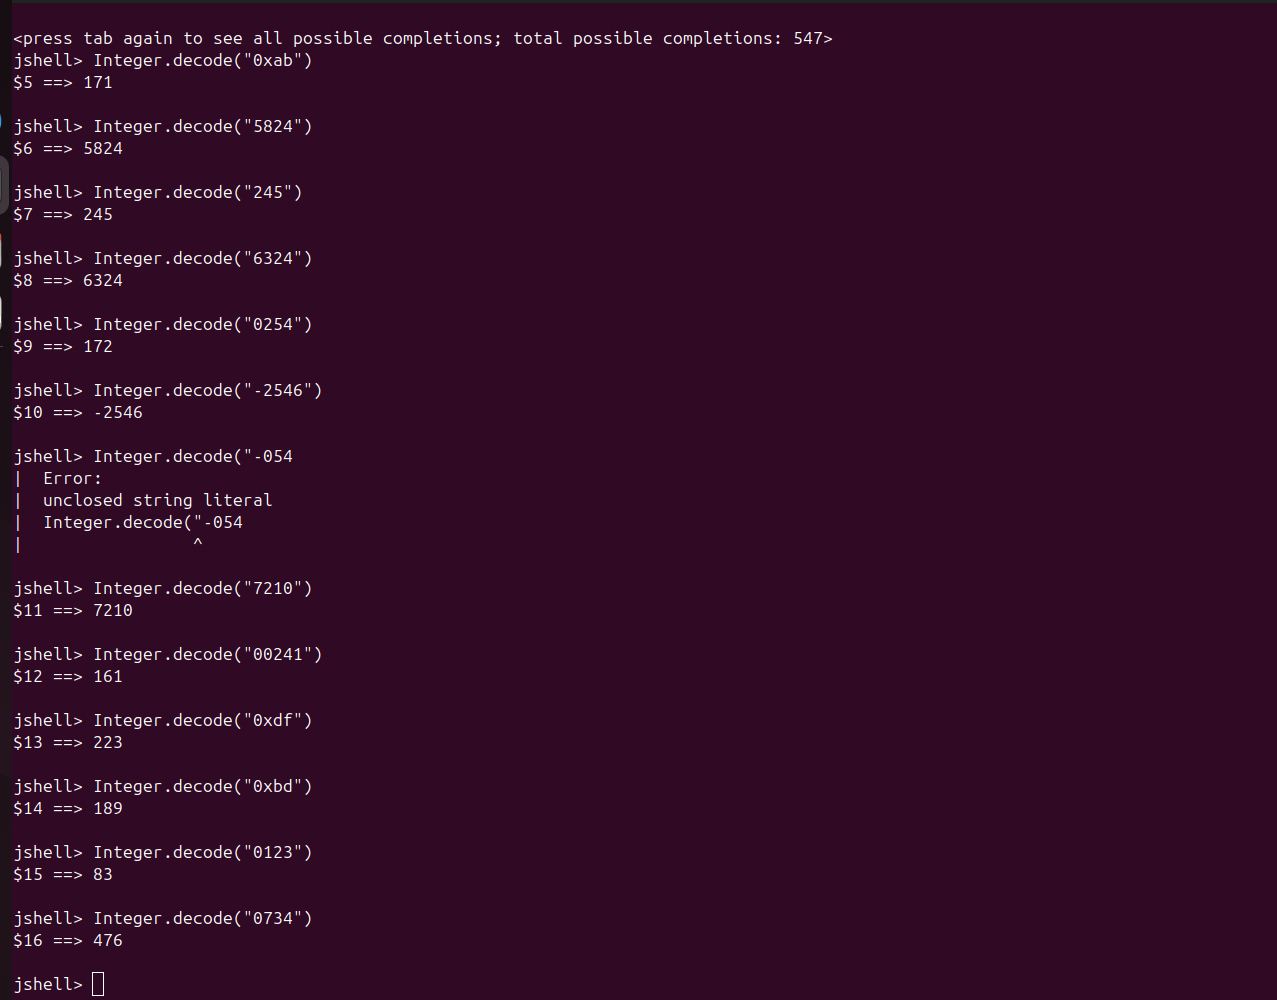 <press tab again to see all possible completions; total possible completions: 547>
jshell> Integer.decode("0xab")
$5 ==> 171
jshell> Integer.decode("5824")
$6 ==> 5824
jshell> Integer.decode("245")
$7 ==> 245
jshell> Integer.decode("6324")
$8 ==> 6324
jshell> Integer.decode("0254")
$9 ==> 172
jshell> Integer.decode("-2546")
$10 ==> -2546
jshell> Integer.decode("-054
|  Error:
|  unclosed string literal
|  Integer.decode("-054
|                 ^
jshell> Integer.decode("7210")
$11 ==> 7210
jshell> Integer.decode("00241")
$12 ==> 161
jshell> Integer.decode("0xdf")
$13 ==> 223
jshell> Integer.decode("0xbd")
$14 ==> 189
jshell> Integer.decode("0123")
$15 ==> 83
jshell> Integer.decode("0734")
$16 ==> 476
jshell>